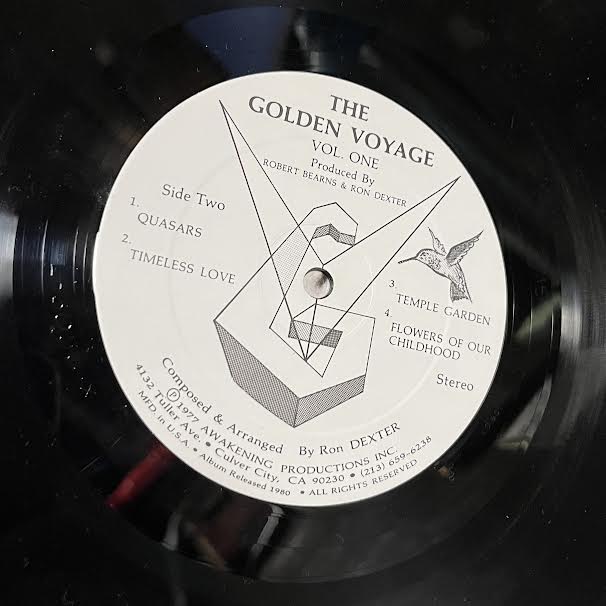 THE
GOLDEN VOYAGE
VOL. ONE
Produced By
ROBERT BEARNS & RON DEXTER
Side Two
1.
QUASARS
2.
TIMELESS LOVE
3.
TEMPLE GARDEN
4.
FLOWERS OF OUR
CHILDHOOD
Stereo
Composed & Arranged By Ron DEXTER
℗ 1977 AWAKENING PRODUCTIONS INC.
4132 Tuller Ave. • Culver City, CA 90230 • (213) 659-6238
MFD. in U.S.A. • Album Released 1980 • ALL RIGHTS RESERVED